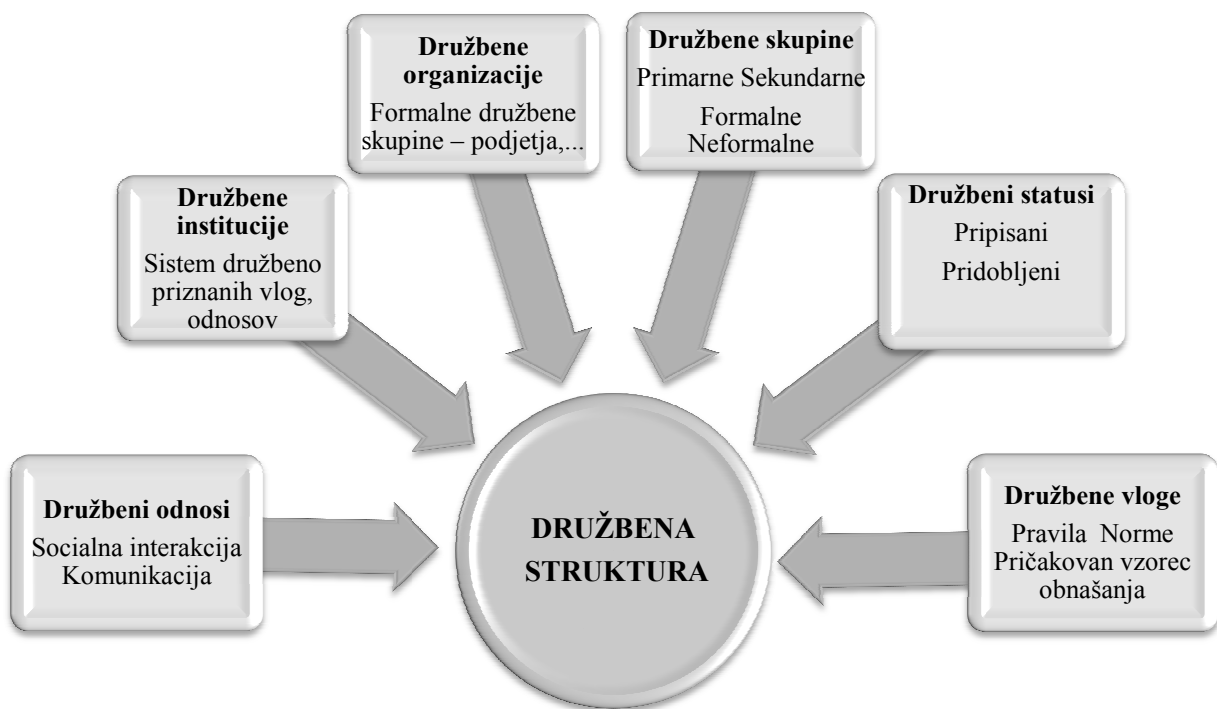 Družbeni odnosi
Socialna interakcija
Komunikacija
Družbene
institucije
Sistem družbeno
priznanih vlog,
odnosov
Družbene
organizacije
Formalne družbene
skupine – podjetja,...
Družbene skupine
Primarne Sekundarne
Formalne
Neformalne
Družbeni statusi
Pripisani
Pridobljeni
Družbene vloge
Pravila Norme
Pričakovan vzorec
obnašanja
DRUŽBENA
STRUKTURA